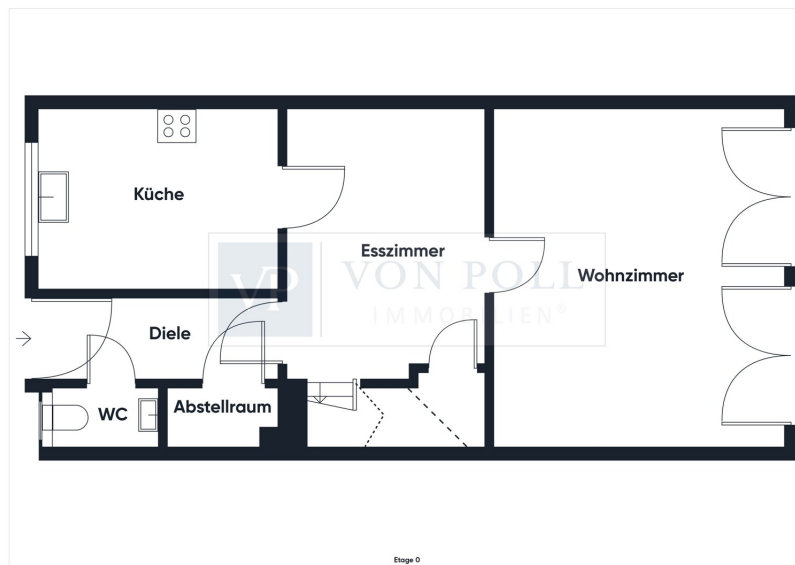 Küche
Esszimmer
Wohnzimmer
VP
VON POLL
IMMOBILIEN®
Diele
WC
Abstellraum
Etage 0